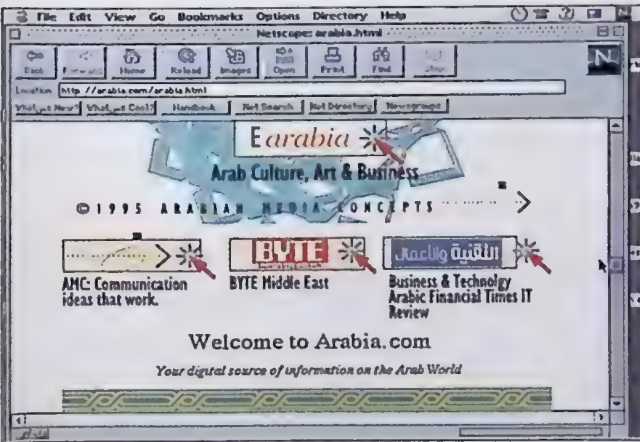 File Edit View Go Bookmarks Options Directory Help
Netscape: arabia.html
Back Forward Home Reload Images Open Print Find Stop
Location: http://arabia.com/arabia.html
What's New? What's Cool? Handbook Net Search Net Directory Newsgroups
E arabia
Arab Culture, Art & Business
©1995 ARABIAN MEDIA CONCEPTS
BYTE
التقنية والأعمال
AMC: Communication
ideas that work.
BYTE Middle East
Business & Technolgy
Arabic Financial Times IT
Review
Welcome to Arabia.com
Your digital source of information on the Arab World